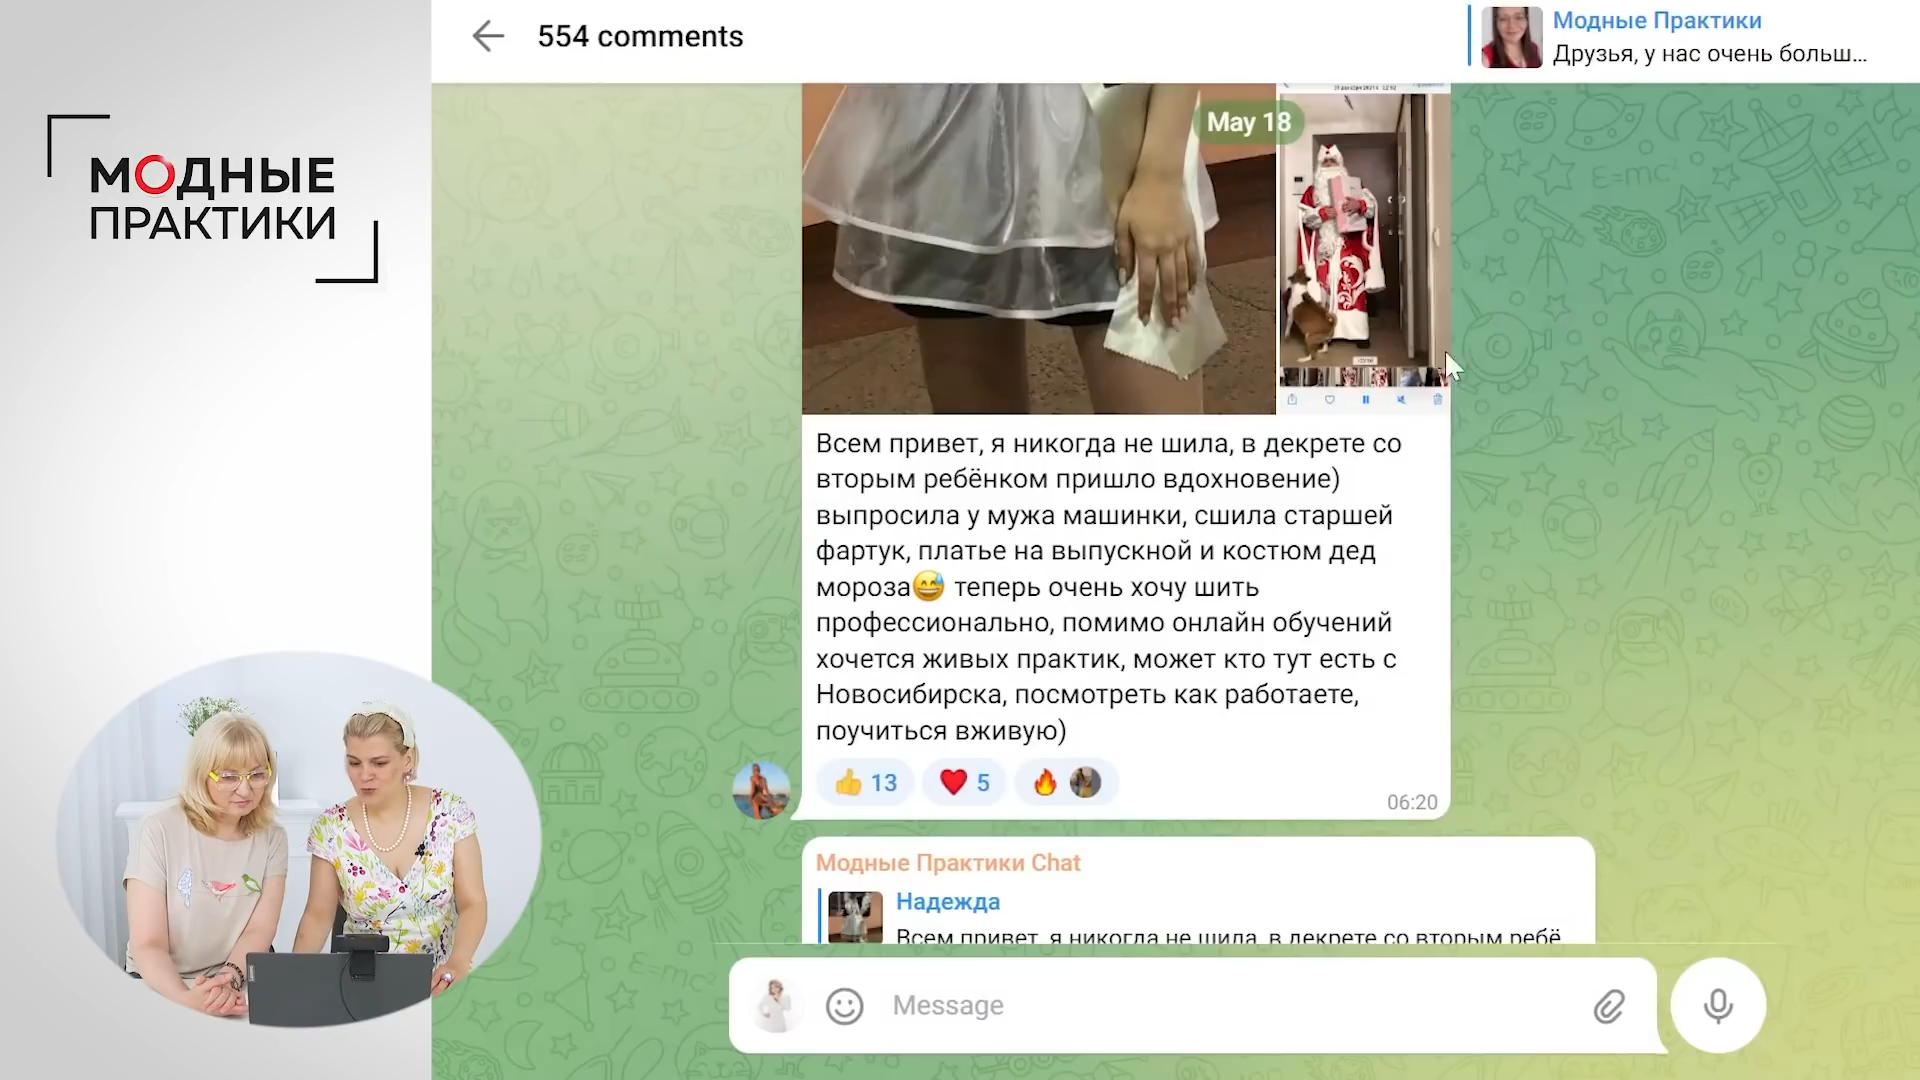 554 comments
Модные Практики
Друзья, у нас очень больш...
МОДНЫЕ
ПРАКТИКИ
May 18
Всем привет, я никогда не шила, в декрете со
вторым ребёнком пришло вдохновение)
выпросила у мужа машинки, сшила старшей
фартук, платье на выпускной и костюм дед
мороза😅 теперь очень хочу шить
профессионально, помимо онлайн обучений
хочется живых практик, может кто тут есть с
Новосибирска, посмотреть как работаете,
поучиться вживую)
👍 13 ❤️ 5 🔥
06:20
Модные Практики Chat
Надежда
Всем привет, я никогда не шила, в декрете со вторым ребё
Message